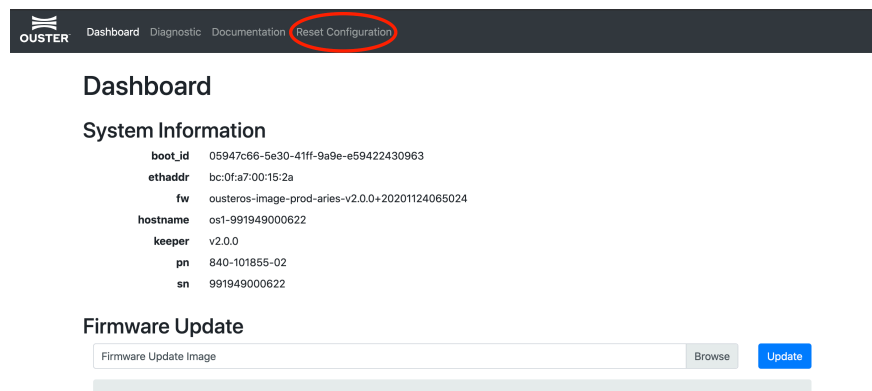 OUSTER
Dashboard Diagnostic Documentation Reset Configuration
Dashboard
System Information
boot_id 05947c66-5e30-41ff-9a9e-e59422430963
ethaddr bc:0f:a7:00:15:2a
fw ousteros-image-prod-aries-v2.0.0+20201124065024
hostname os1-991949000622
keeper v2.0.0
pn 840-101855-02
sn 991949000622
Firmware Update
Firmware Update Image Browse Update